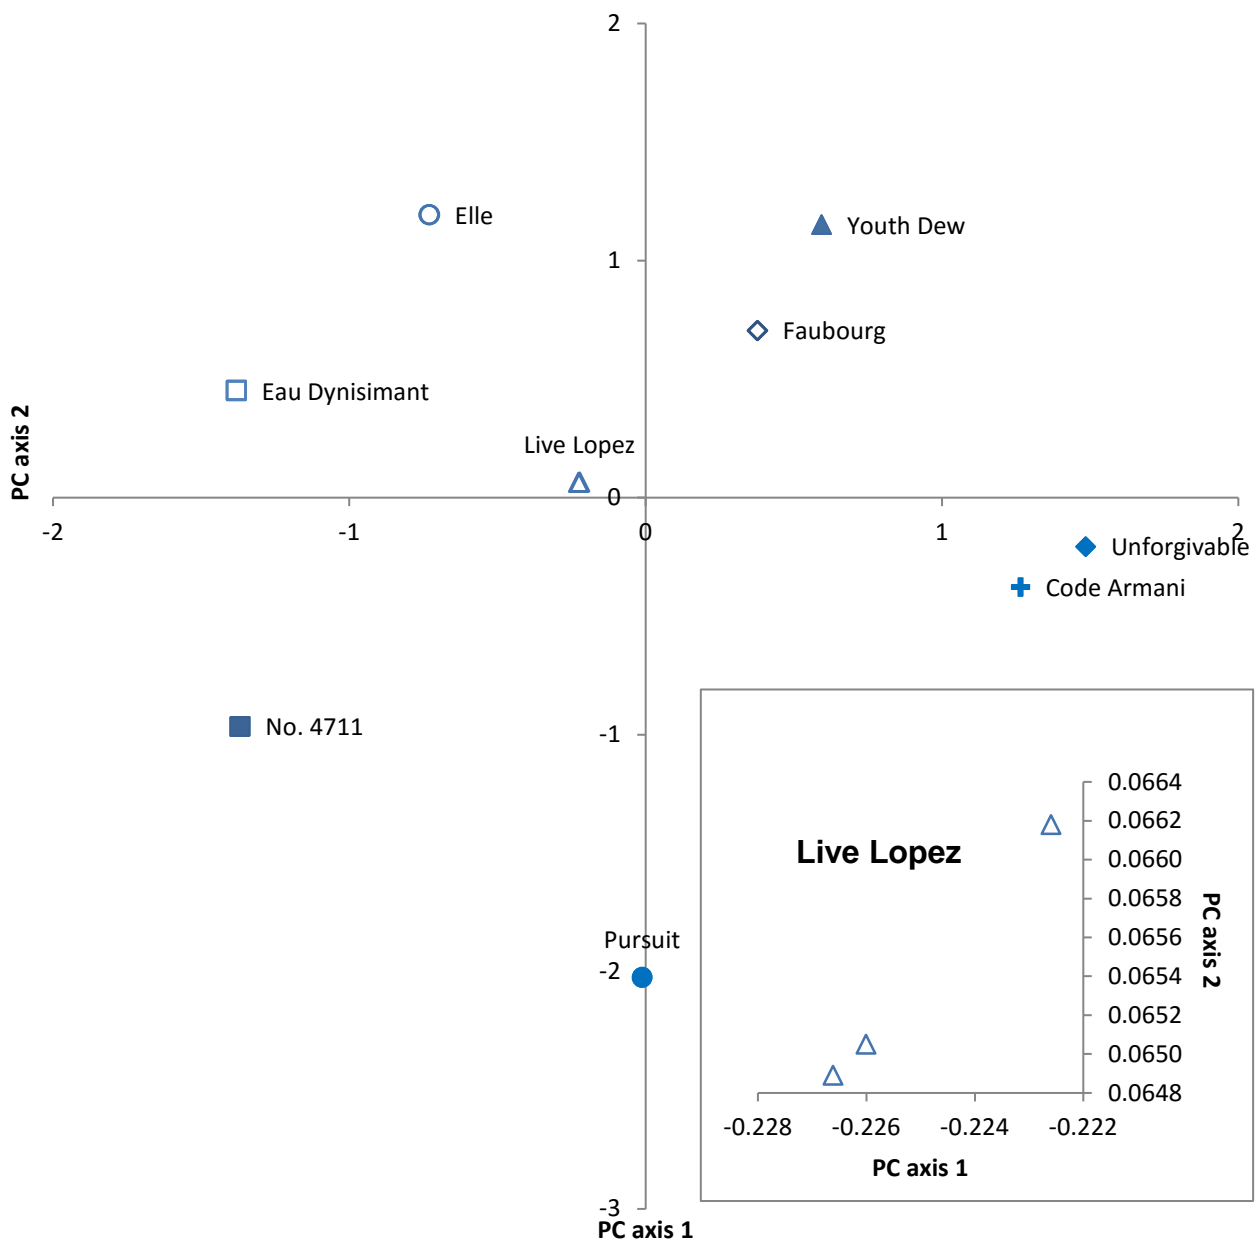 2
Elle
Youth Dew
1
Faubourg
Eau Dynisimant
PC axis 2
Live Lopez
0
-2
-1
0
1
2
Unforgivable
Code Armani
No. 4711
-1
0.0664
0.0662
Live Lopez
0.0660
0.0658
0.0656
0.0654
0.0652
0.0650
0.0648
PC axis 2
Pursuit
-2
-0.228
-0.226
-0.224
-0.222
PC axis 1
-3
PC axis 1